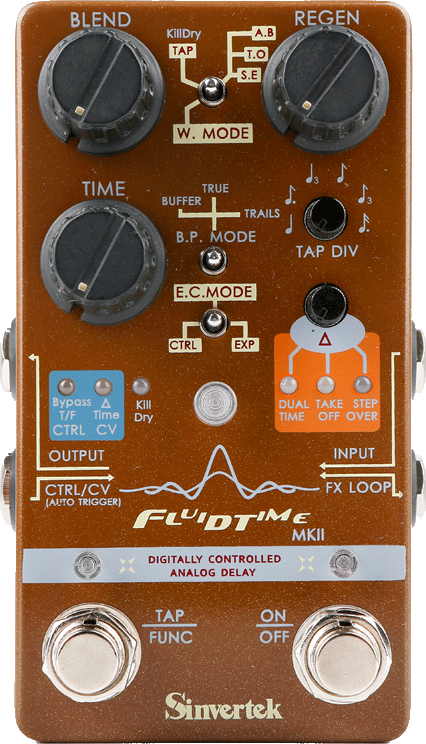 BLEND
KillDry
TAP
A.B
T.O
S.E
W. MODE
REGEN
TIME
TRUE
BUFFER
TRAILS
B.P. MODE
TAP DIV
3
3
E.C.MODE
CTRL
EXP
Δ
Bypass
T/F
CTRL
Δ
Time
CV
Kill
Dry
DUAL
TIME
TAKE
OFF
STEP
OVER
OUTPUT
INPUT
CTRL/CV
(AUTO TRIGGER)
FX LOOP
FLUIDTIME
MKII
DIGITALLY CONTROLLED
ANALOG DELAY
TAP
FUNC
ON
OFF
Sinvertek